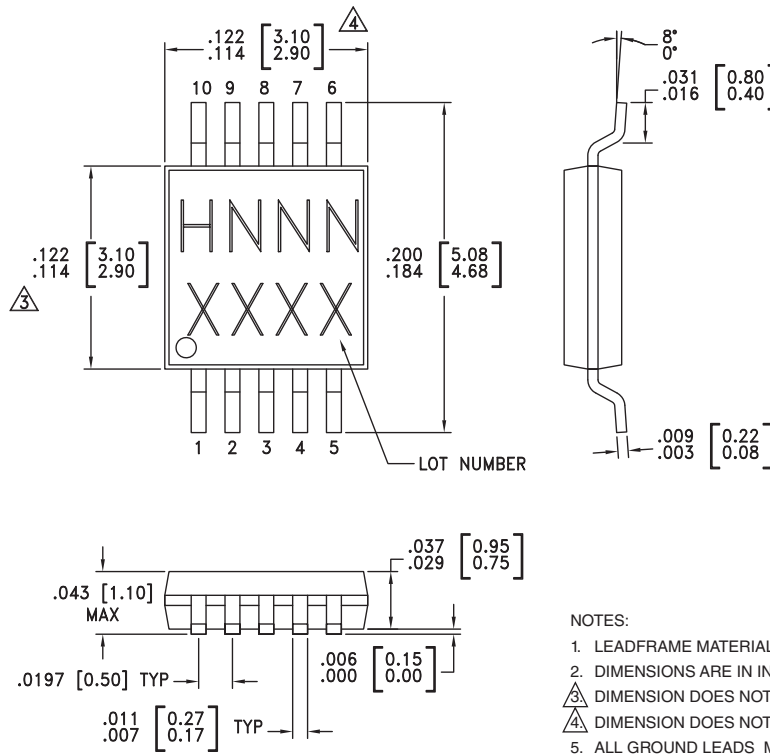 4
.122 [3.10]
.114 [2.90]
10 9 8 7 6
HNNN
XXXX
.122 [3.10]
.114 [2.90]
3
.200 [5.08]
.184 [4.68]
1 2 3 4 5
LOT NUMBER
8°
0°
.031 [0.80]
.016 [0.40]
.009 [0.22]
.003 [0.08]
.043 [1.10]
MAX
.037 [0.95]
.029 [0.75]
.0197 [0.50] TYP
.006 [0.15]
.000 [0.00]
.011 [0.27]
.007 [0.17] TYP
NOTES:
1. LEADFRAME MATERIAL
2. DIMENSIONS ARE IN IN
3. DIMENSION DOES NOT
4. DIMENSION DOES NOT
5. ALL GROUND LEADS M